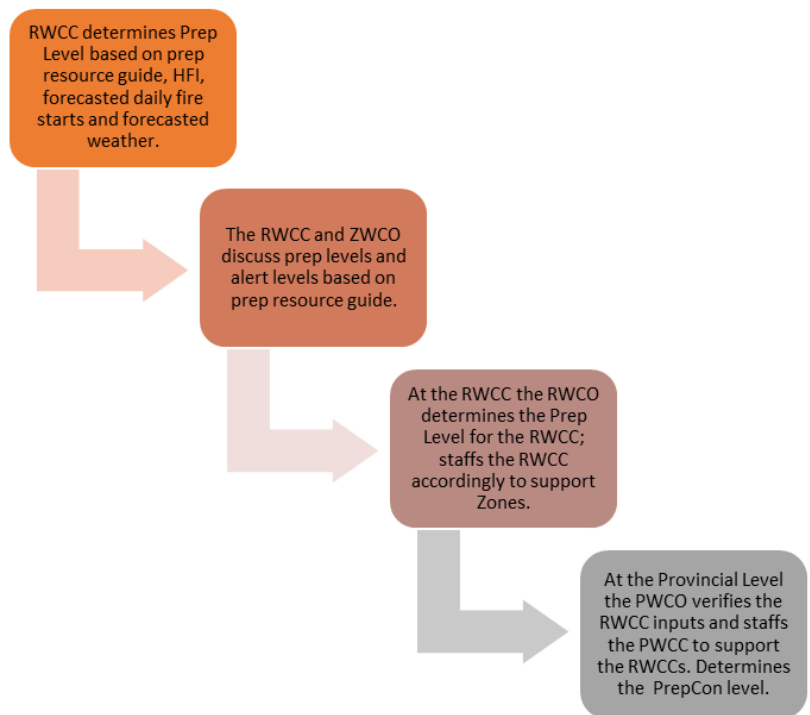 RWCC determines Prep
Level based on prep
resource guide, HFI,
forecasted daily fire
starts and forecasted
weather.
The RWCC and ZWCO
discuss prep levels and
alert levels based on
prep resource guide.
At the RWCC the RWCO
determines the Prep
Level for the RWCC;
staffs the RWCC
accordingly to support
Zones.
At the Provincial Level
the PWCO verifies the
RWCC inputs and staffs
the PWCC to support
the RWCCs. Determines
the  PrepCon level.